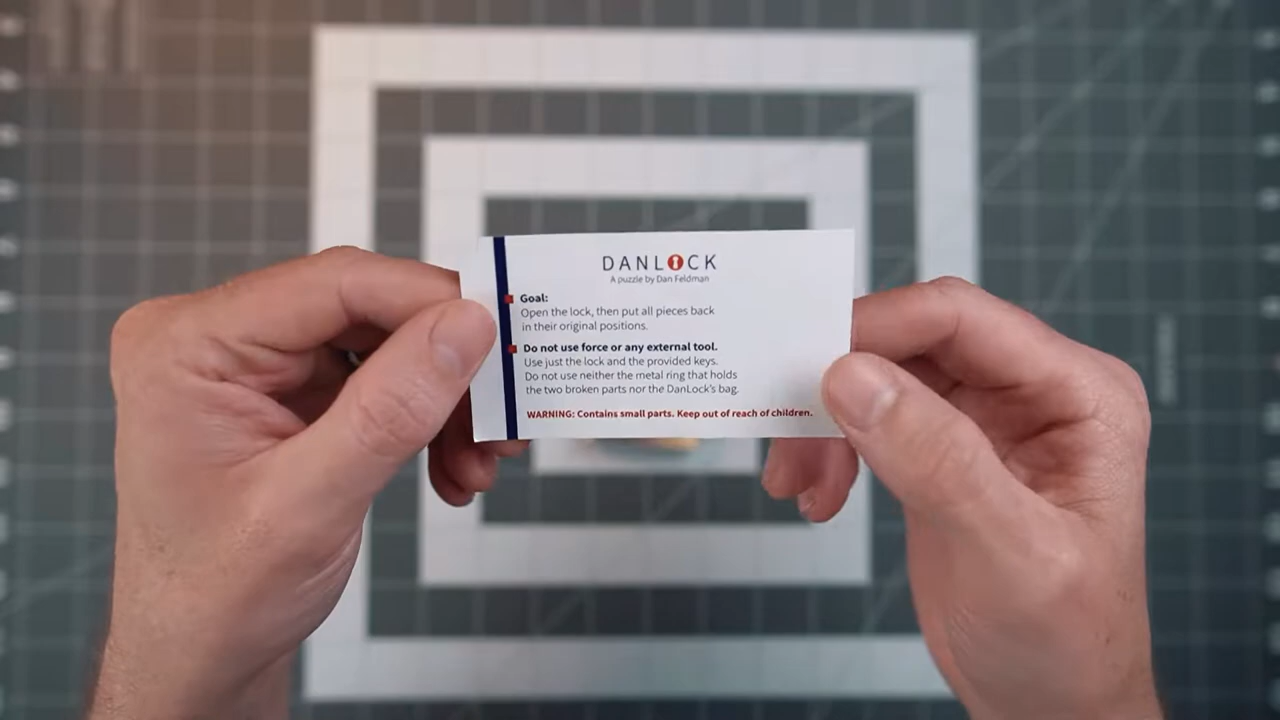 DANLOCK
A puzzle by Dan Feldman
Goal:
Open the lock, then put all pieces back
in their original positions.
Do not use force or any external tool.
Use just the lock and the provided keys.
Do not use neither the metal ring that holds
the two broken parts nor the DanLock's bag.
WARNING: Contains small parts. Keep out of reach of children.